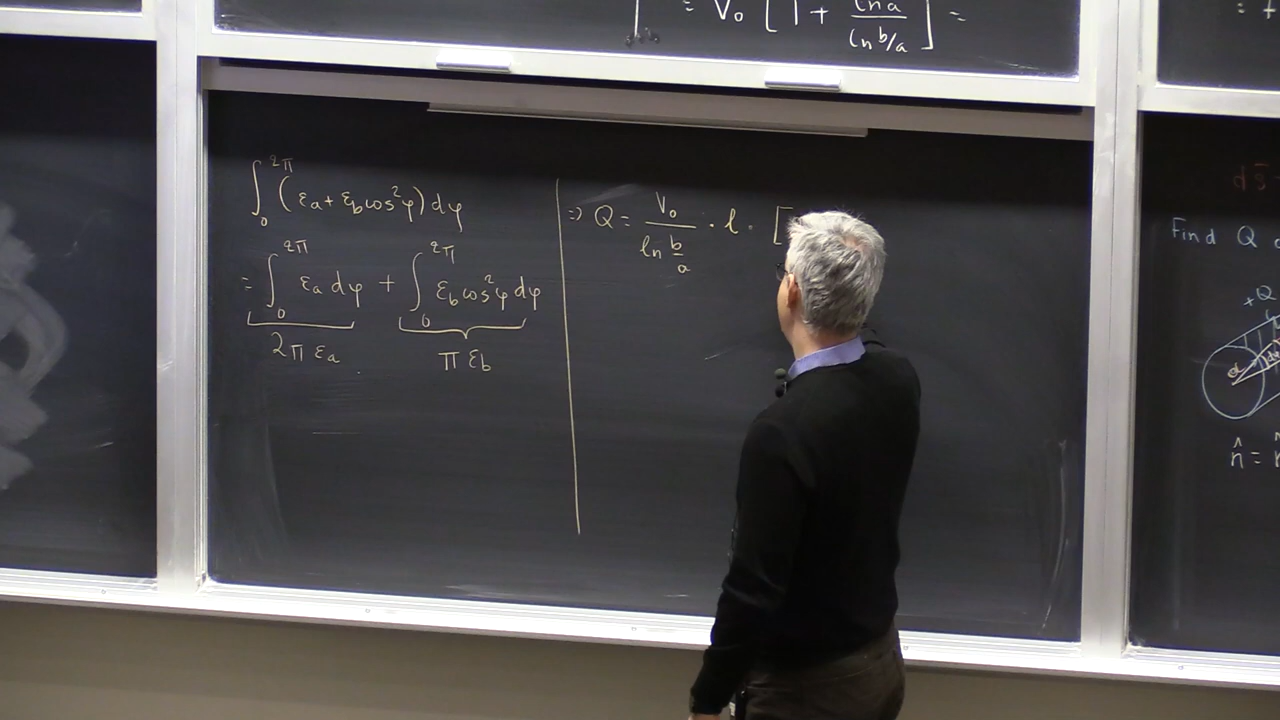 = V₀ [ 1 + ln a / ln b/a ] =
∫₀^2π (εa + εb cos²φ) dφ
= ∫₀^2π εa dφ + ∫₀^2π εb cos²φ dφ
2π εa π εb
⇒ Q = V₀ / ln b/a · l · [
Find Q
+Q
d
n̂ =